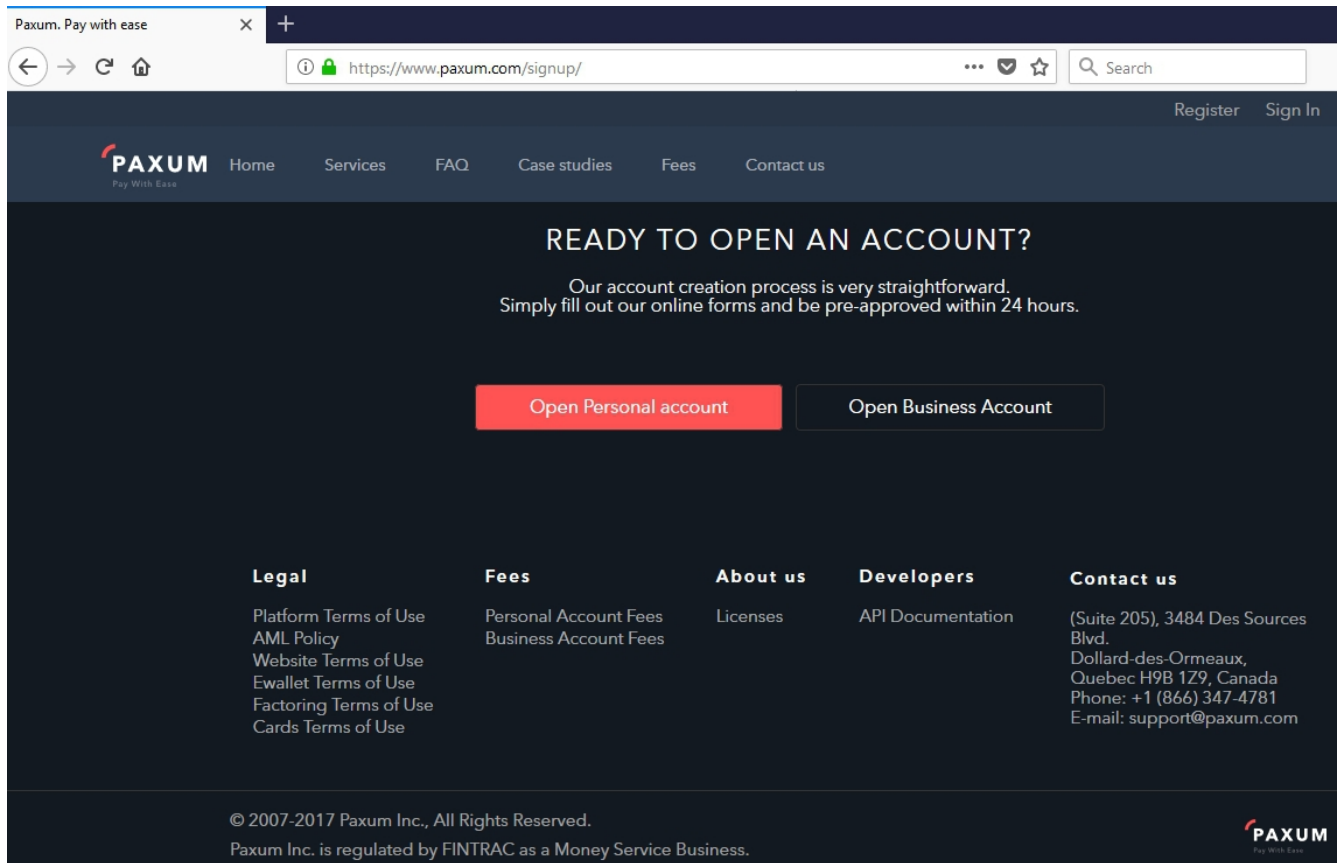 Paxum. Pay with ease
https://www.paxum.com/signup/
Search
Register Sign In
PAXUM
Pay With Ease
Home Services FAQ Case studies Fees Contact us
READY TO OPEN AN ACCOUNT?
Our account creation process is very straightforward.
Simply fill out our online forms and be pre-approved within 24 hours.
Open Personal account
Open Business Account
Legal
Platform Terms of Use
AML Policy
Website Terms of Use
Ewallet Terms of Use
Factoring Terms of Use
Cards Terms of Use
Fees
Personal Account Fees
Business Account Fees
About us
Licenses
Developers
API Documentation
Contact us
(Suite 205), 3484 Des Sources
Blvd.
Dollard-des-Ormeaux,
Quebec H9B 1Z9, Canada
Phone: +1 (866) 347-4781
E-mail: support@paxum.com
© 2007-2017 Paxum Inc., All Rights Reserved.
Paxum Inc. is regulated by FINTRAC as a Money Service Business.
PAXUM
Pay With Ease